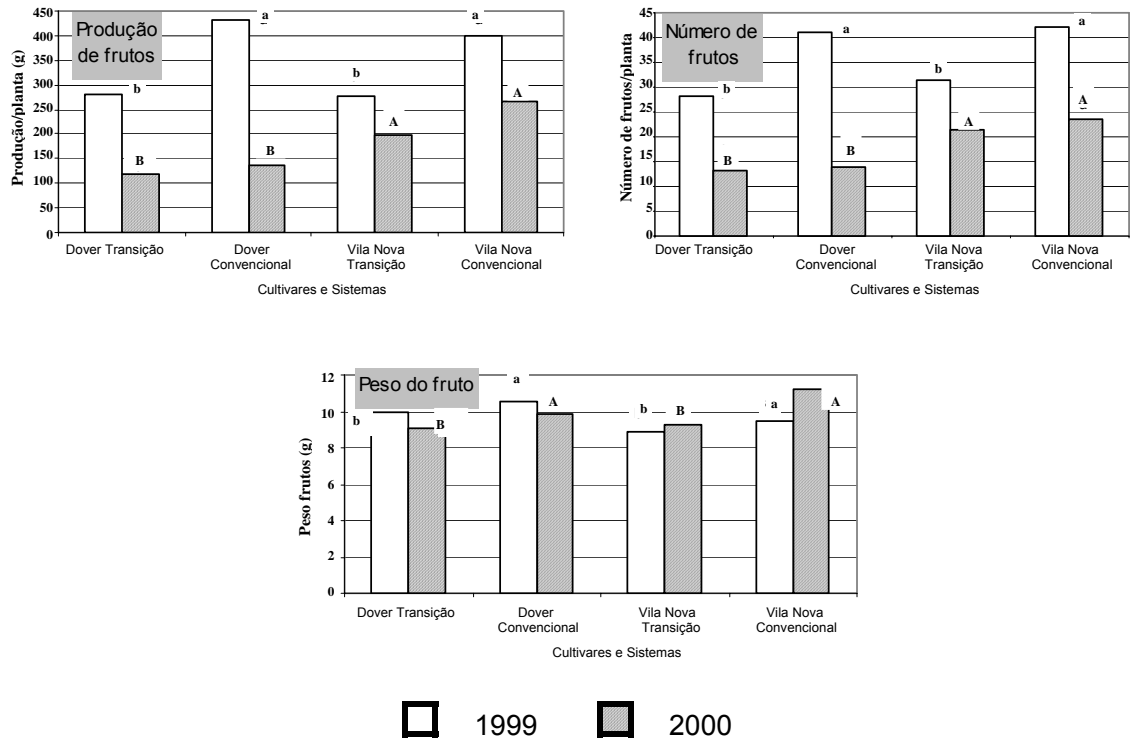 Produção
de frutos
Produção/planta (g)
450
400
350
300
250
200
150
100
50
0
b
B
a
B
b
A
a
A
Dover Transição
Dover
Convencional
Vila Nova
Transição
Vila Nova
Convencional
Cultivares e Sistemas
Número de
frutos
Número de frutos/planta
45
40
35
30
25
20
15
10
5
0
b
B
a
B
b
A
a
A
Dover Transição
Dover
Convencional
Vila Nova
Transição
Vila Nova
Convencional
Cultivares e Sistemas
Peso do fruto
Peso frutos (g)
12
10
8
6
4
2
0
b
B
a
A
b
B
a
A
Dover Transição
Dover
Convencional
Vila Nova
Transição
Vila Nova
Convencional
Cultivares e Sistemas
1999
2000